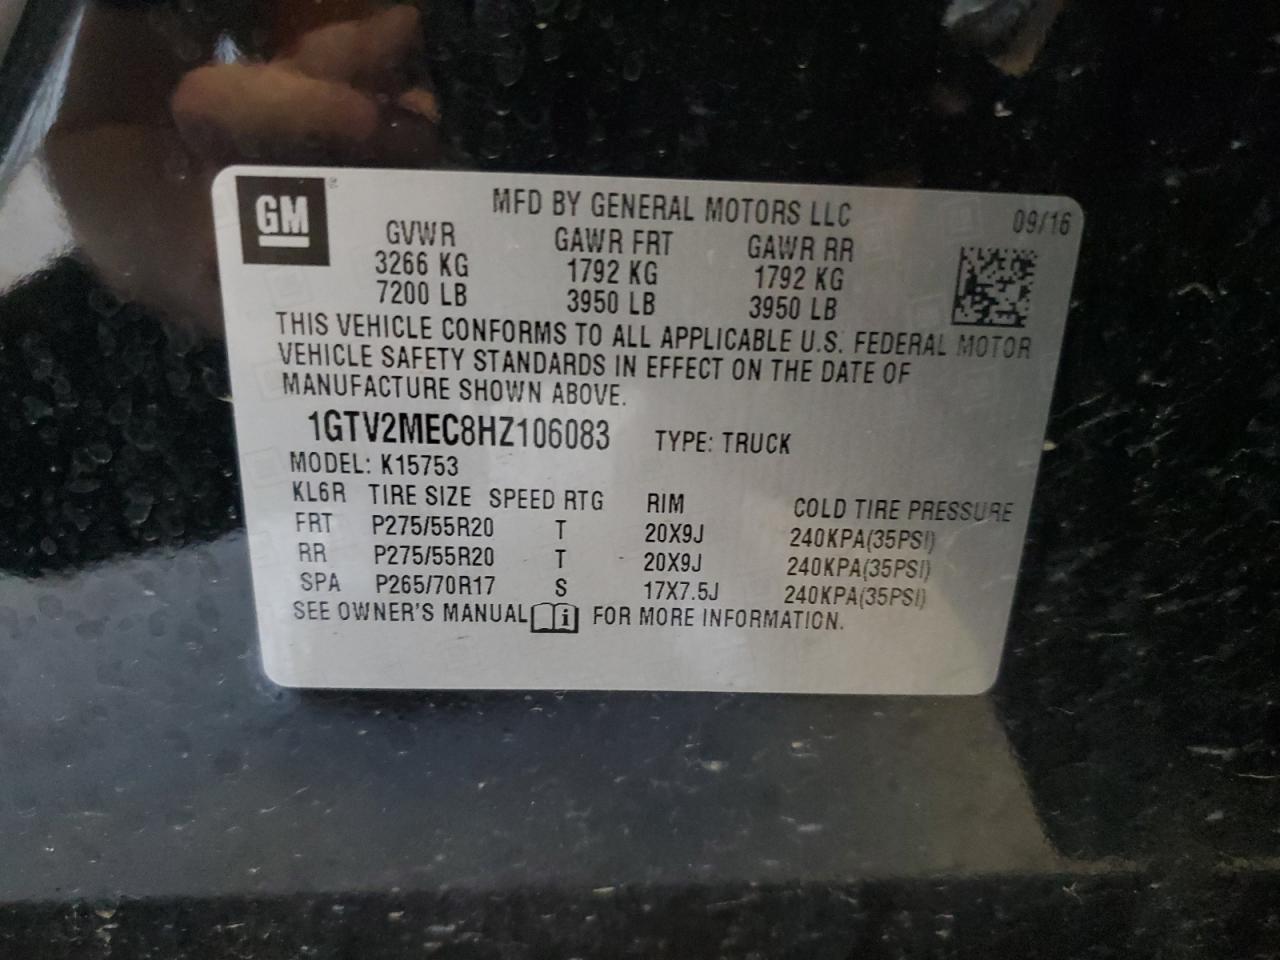 GM
MFD BY GENERAL MOTORS LLC 09/16
GVWR GAWR FRT GAWR RR
3266 KG 1792 KG 1792 KG
7200 LB 3950 LB 3950 LB
THIS VEHICLE CONFORMS TO ALL APPLICABLE U.S. FEDERAL MOTOR
VEHICLE SAFETY STANDARDS IN EFFECT ON THE DATE OF
MANUFACTURE SHOWN ABOVE.
1GTV2MEC8HZ106083 TYPE: TRUCK
MODEL: K15753
KL6R TIRE SIZE SPEED RTG RIM COLD TIRE PRESSURE
FRT P275/55R20 T 20X9J 240KPA(35PSI)
RR P275/55R20 T 20X9J 240KPA(35PSI)
SPA P265/70R17 S 17X7.5J 240KPA(35PSI)
SEE OWNER'S MANUAL i FOR MORE INFORMATION.